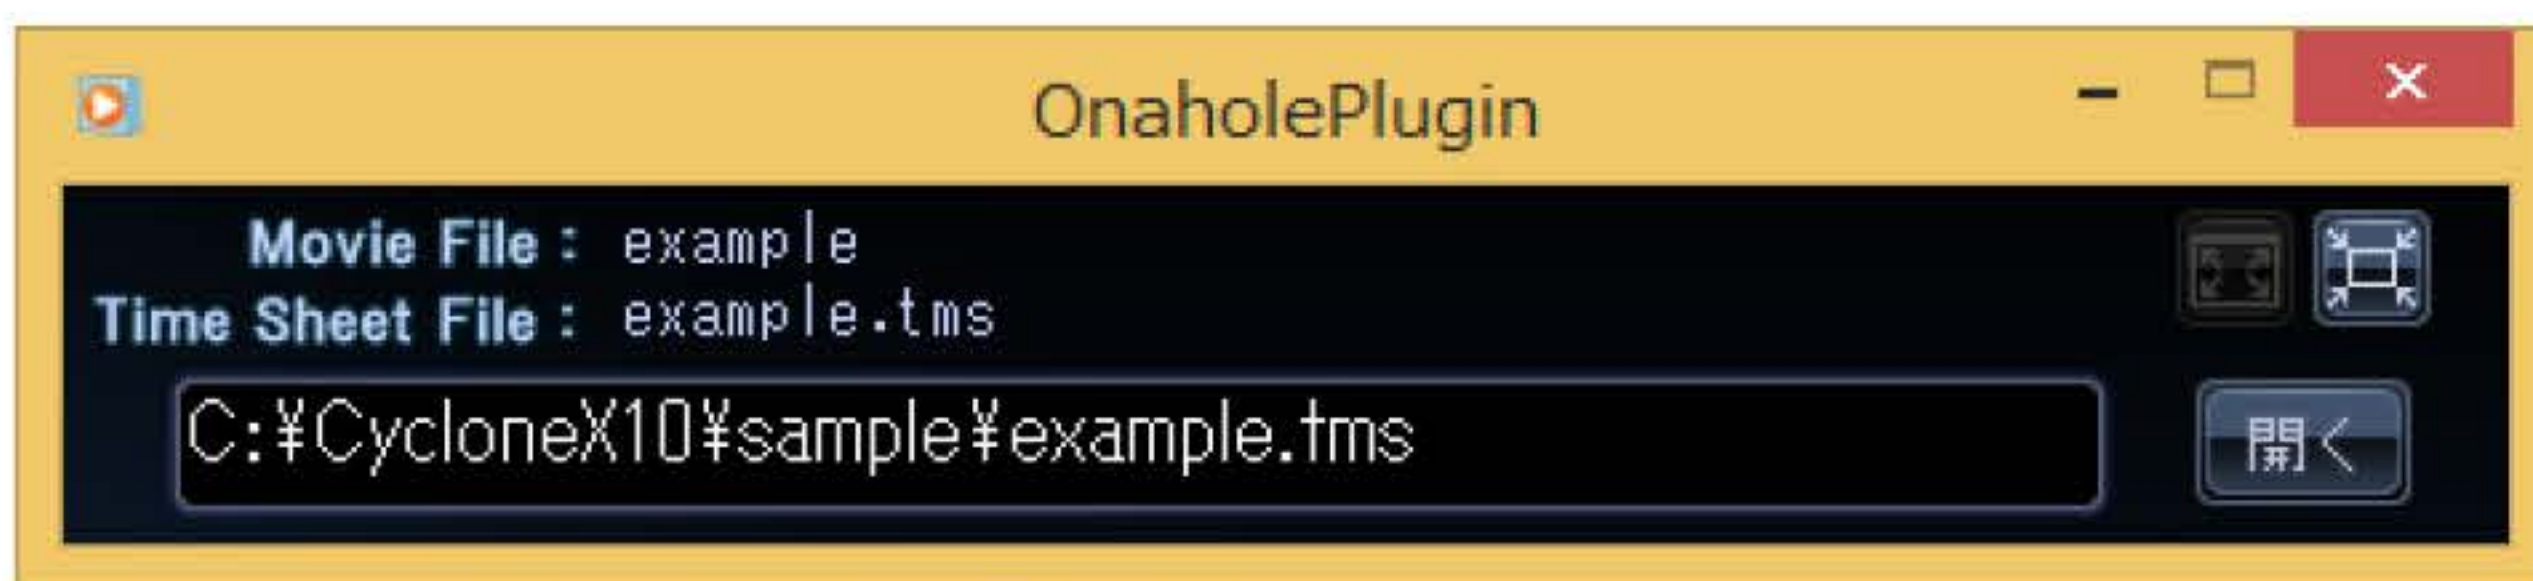 OnaholePlugin
Movie File : example
Time Sheet File : example.tms
C:¥CycloneX10¥sample¥example.tms
開く